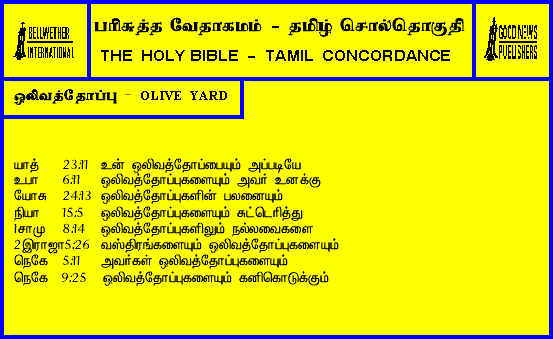 BELLWETHER
INTERNATIONAL
பரிசுத்த வேதாகமம் - தமிழ் சொல்தொகுதி
THE HOLY BIBLE - TAMIL CONCORDANCE
GOOD NEWS
PUBLISHERS
ஒலிவத்தோப்பு - OLIVE YARD
யாத் 23:11 உன் ஒலிவத்தோப்பையும் அப்படியே
உபா 6:11 ஒலிவத்தோப்புகளையும் அவர் உனக்கு
யோசு 24:13 ஒலிவத்தோப்புகளின் பலனையும்
நியா 15:5 ஒலிவத்தோப்புகளையும் சுட்டெரித்து
1சாமு 8:14 ஒலிவத்தோப்புகளிலும் நல்லவைகளை
2இராஜா5:26 வஸ்திரங்களையும் ஒலிவத்தோப்புகளையும்
நெகே 5:11 அவர்கள் ஒலிவத்தோப்புகளையும்
நெகே 9:25 ஒலிவத்தோப்புகளையும் கனிகொடுக்கும்